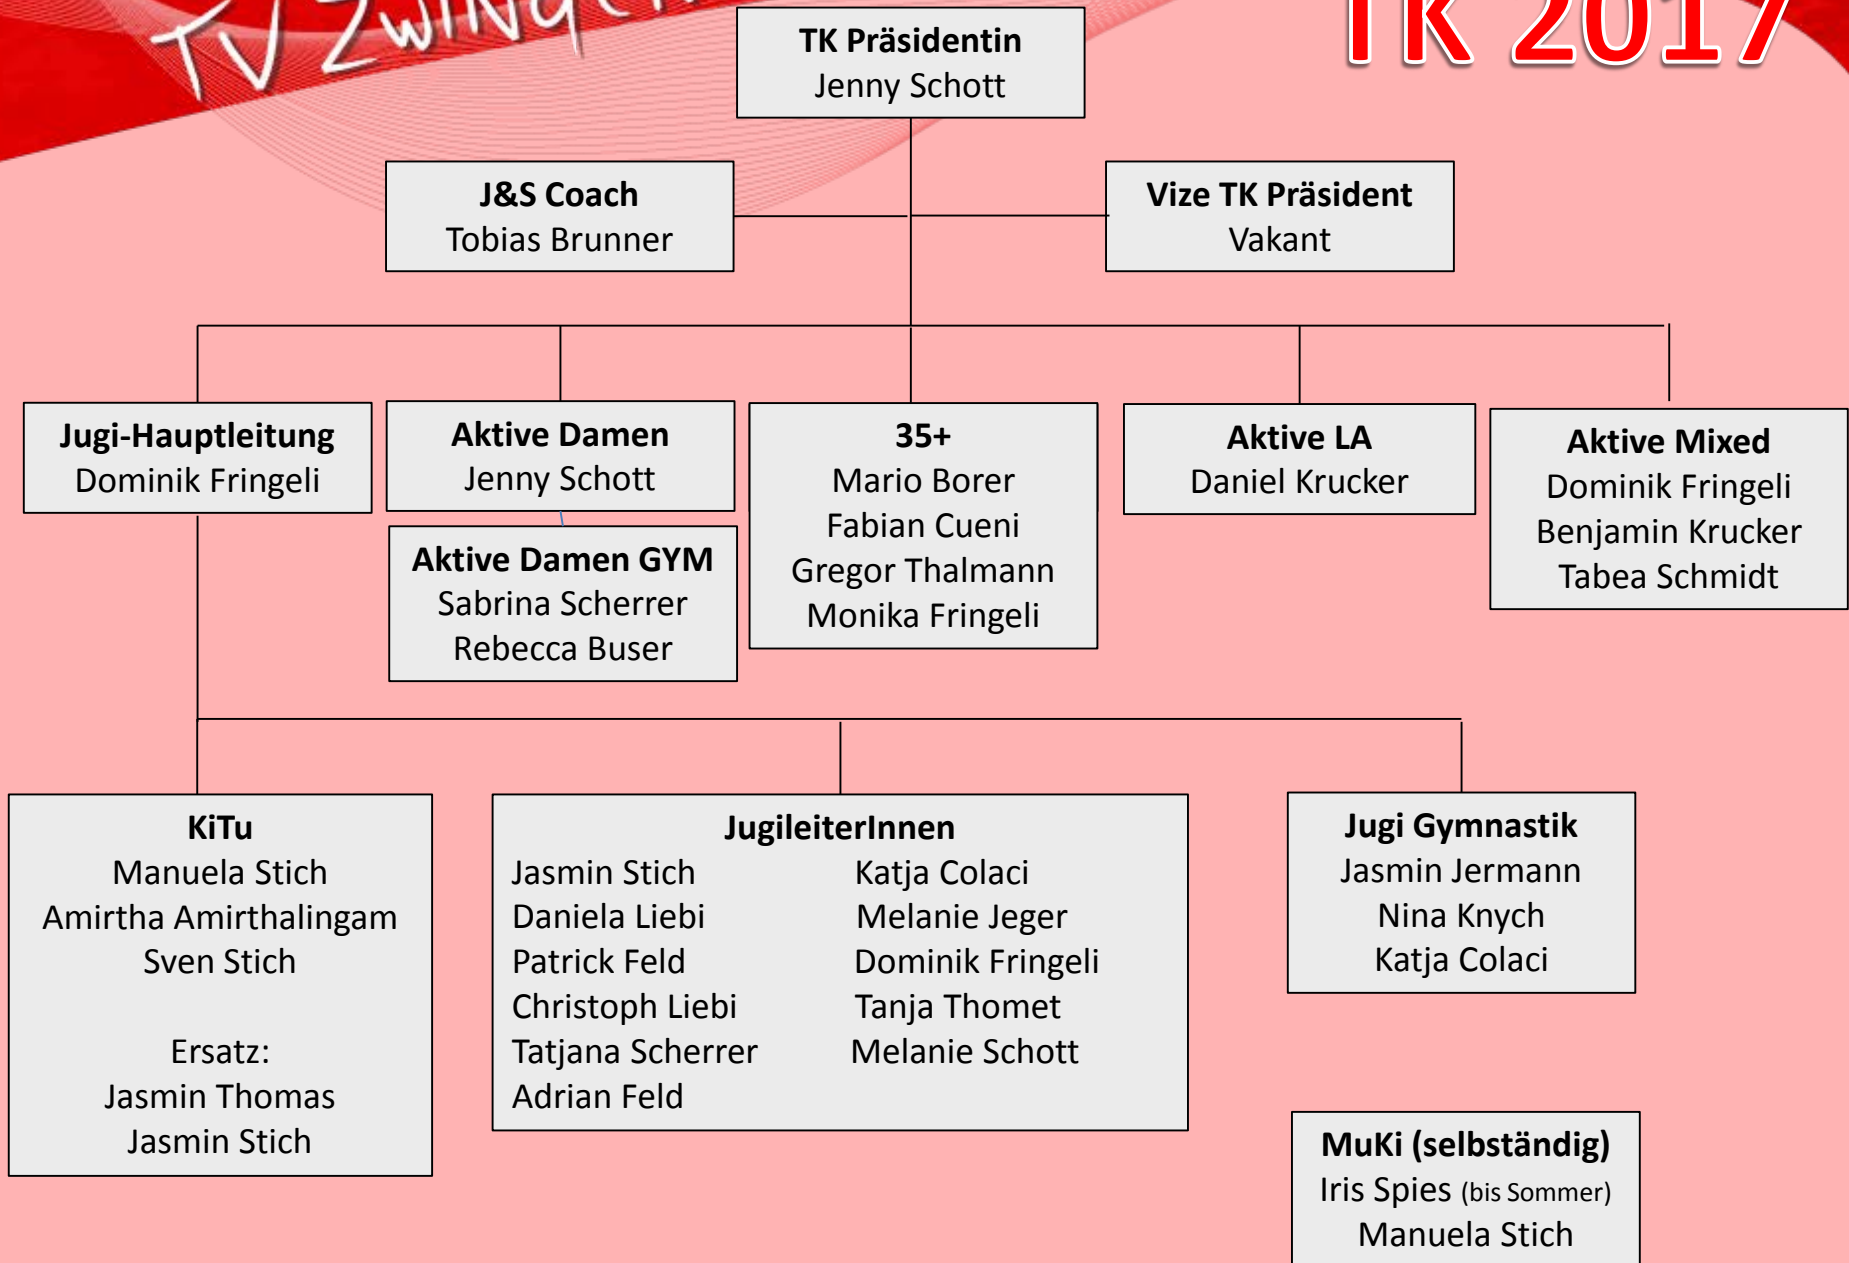 TV Zwingen
TK 2017
TK Präsidentin
Jenny Schott
J&S Coach
Tobias Brunner
Vize TK Präsident
Vakant
Jugi-Hauptleitung
Dominik Fringeli
Aktive Damen
Jenny Schott
Aktive Damen GYM
Sabrina Scherrer
Rebecca Buser
35+
Mario Borer
Fabian Cueni
Gregor Thalmann
Monika Fringeli
Aktive LA
Daniel Krucker
Aktive Mixed
Dominik Fringeli
Benjamin Krucker
Tabea Schmidt
KiTu
Manuela Stich
Amirtha Amirthalingam
Sven Stich
Ersatz:
Jasmin Thomas
Jasmin Stich
JugileiterInnen
Jasmin Stich Katja Colaci
Daniela Liebi Melanie Jeger
Patrick Feld Dominik Fringeli
Christoph Liebi Tanja Thomet
Tatjana Scherrer Melanie Schott
Adrian Feld
Jugi Gymnastik
Jasmin Jermann
Nina Knych
Katja Colaci
MuKi (selbständig)
Iris Spies (bis Sommer)
Manuela Stich